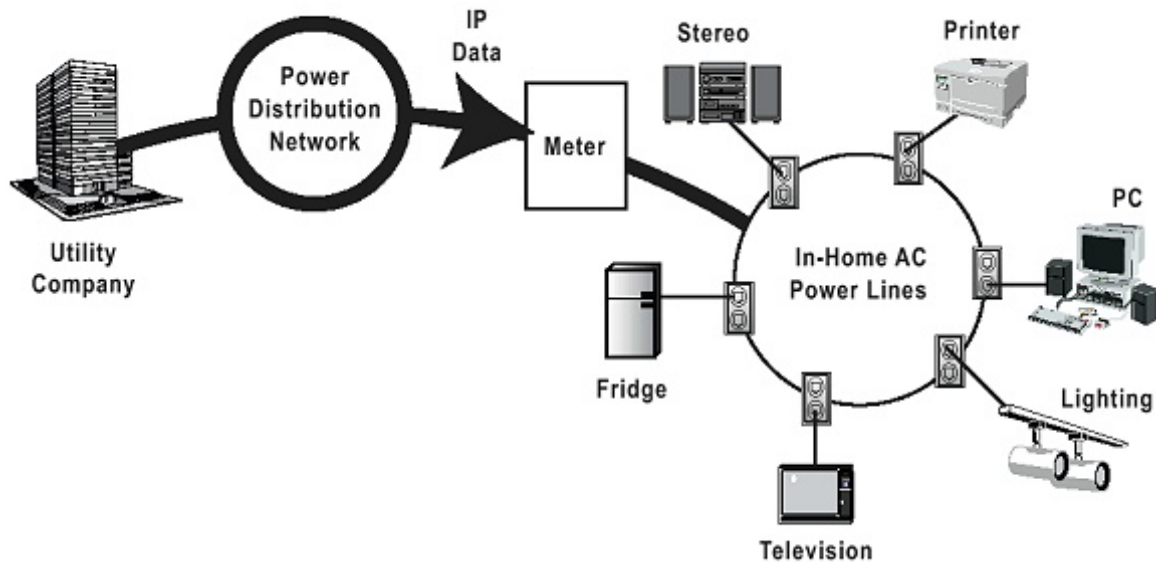 IP
Data
Stereo
Printer
Power
Distribution
Network
Meter
PC
Utility
Company
In-Home AC
Power Lines
Fridge
Lighting
Television